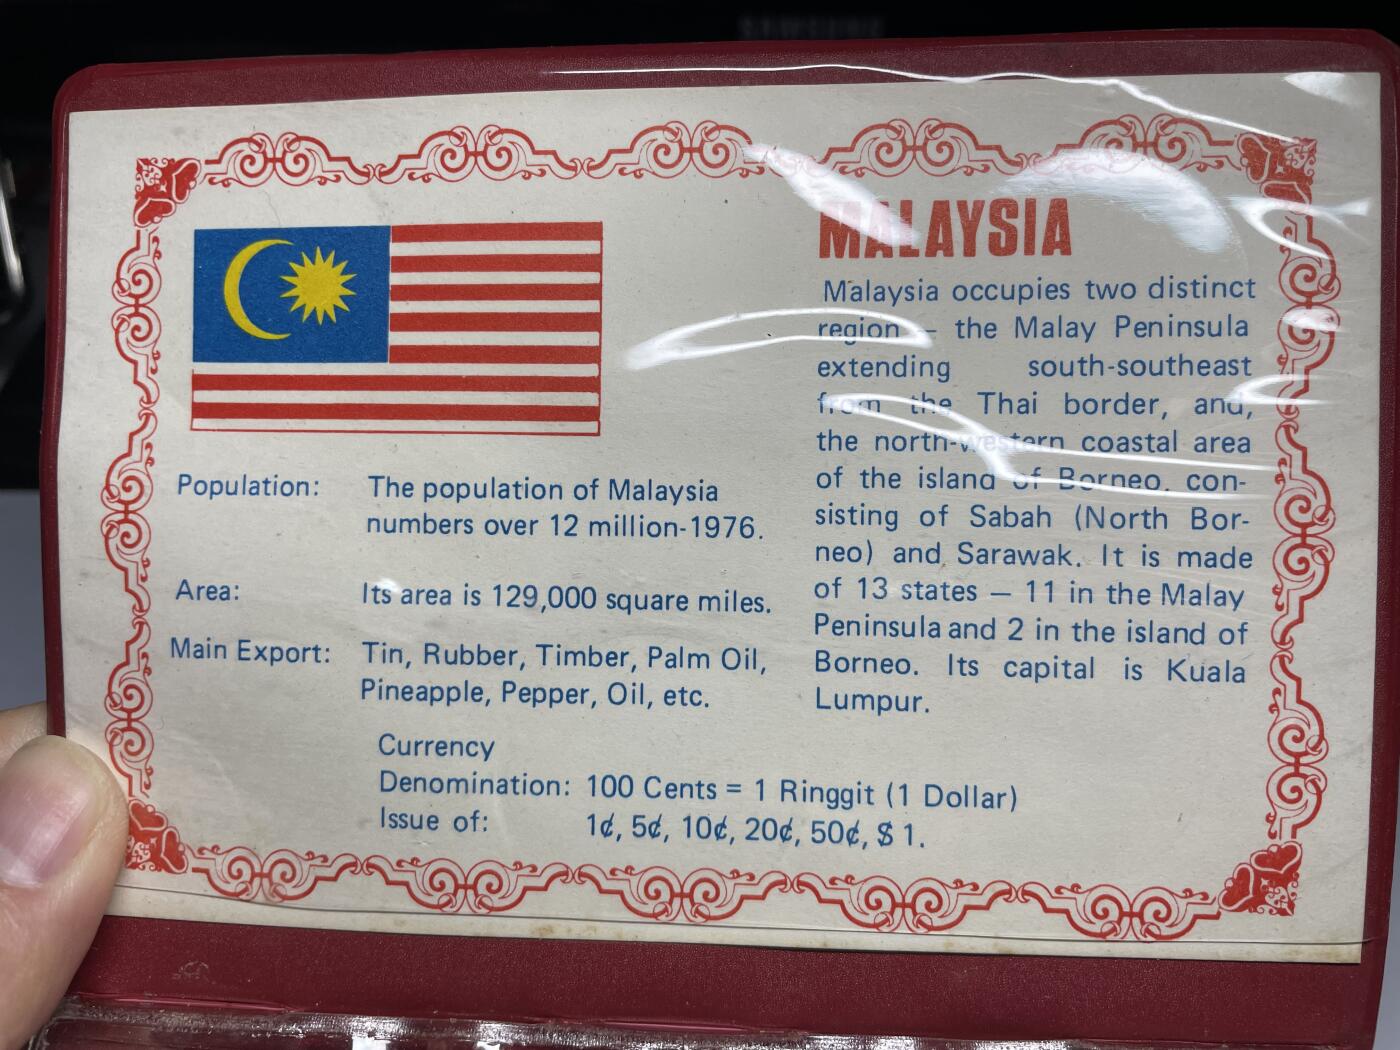 MALAYSIA
Malaysia occupies two distinct
region – the Malay Peninsula
extending south-southeast
from the Thai border, and,
the north-western coastal area
of the island of Borneo, con-
sisting of Sabah (North Bor-
neo) and Sarawak. It is made
of 13 states – 11 in the Malay
Peninsula and 2 in the island of
Borneo. Its capital is Kuala
Lumpur.
Population: The population of Malaysia
numbers over 12 million-1976.
Area: Its area is 129,000 square miles.
Main Export: Tin, Rubber, Timber, Palm Oil,
Pineapple, Pepper, Oil, etc.
Currency
Denomination: 100 Cents = 1 Ringgit (1 Dollar)
Issue of: 1¢, 5¢, 10¢, 20¢, 50¢, $1.